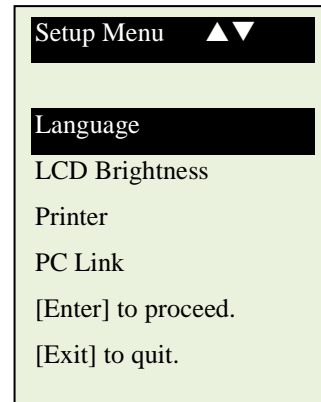 Setup Menu ▲▼
Language
LCD Brightness
Printer
PC Link
[Enter] to proceed.
[Exit] to quit.